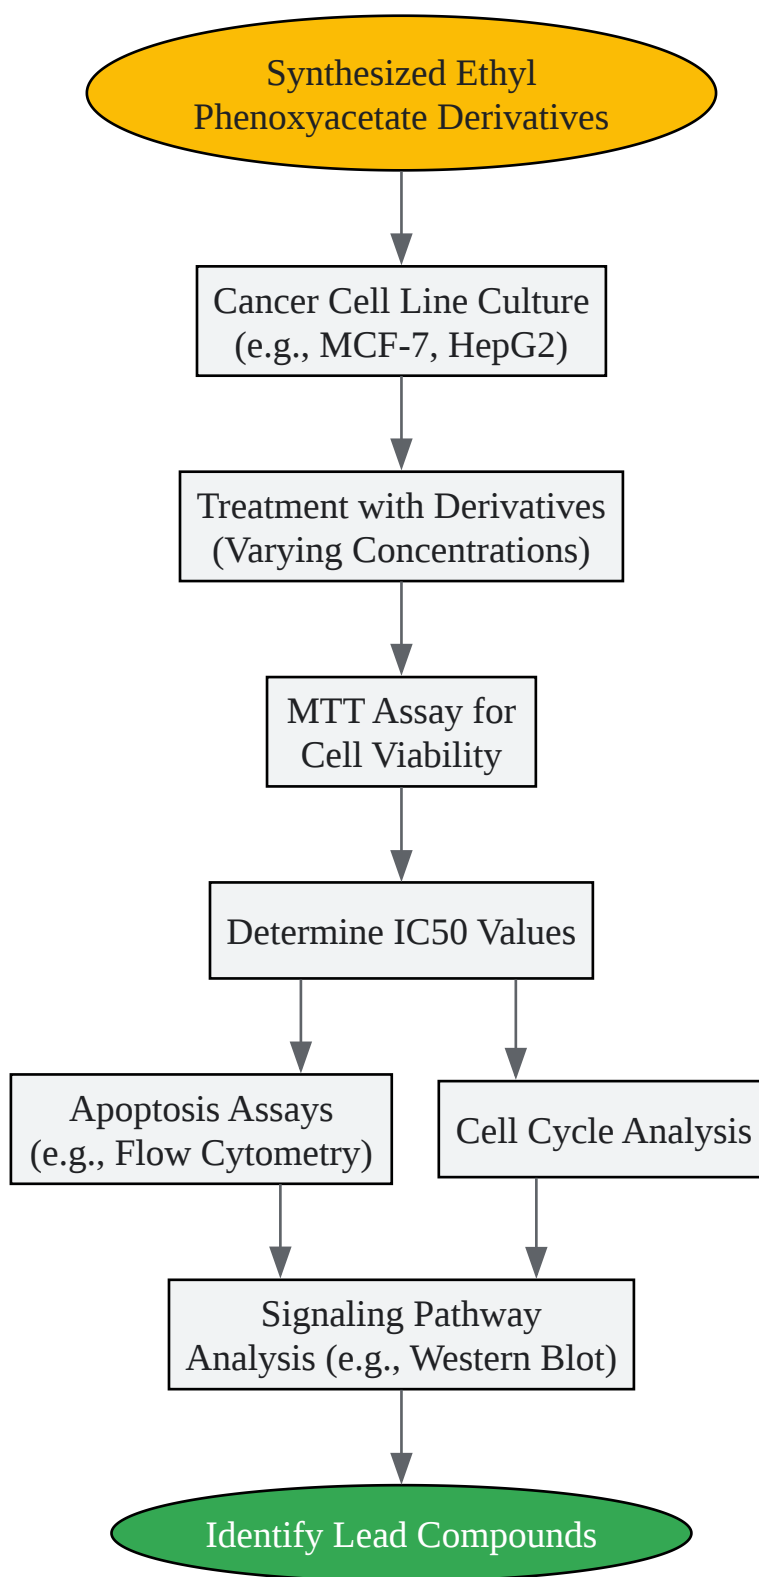 Synthesized Ethyl
Phenoxyacetate Derivatives
Cancer Cell Line Culture
(e.g., MCF-7, HepG2)
Treatment with Derivatives
(Varying Concentrations)
MTT Assay for
Cell Viability
Determine IC50 Values
Apoptosis Assays
(e.g., Flow Cytometry)
Cell Cycle Analysis
Signaling Pathway
Analysis (e.g., Western Blot)
Identify Lead Compounds